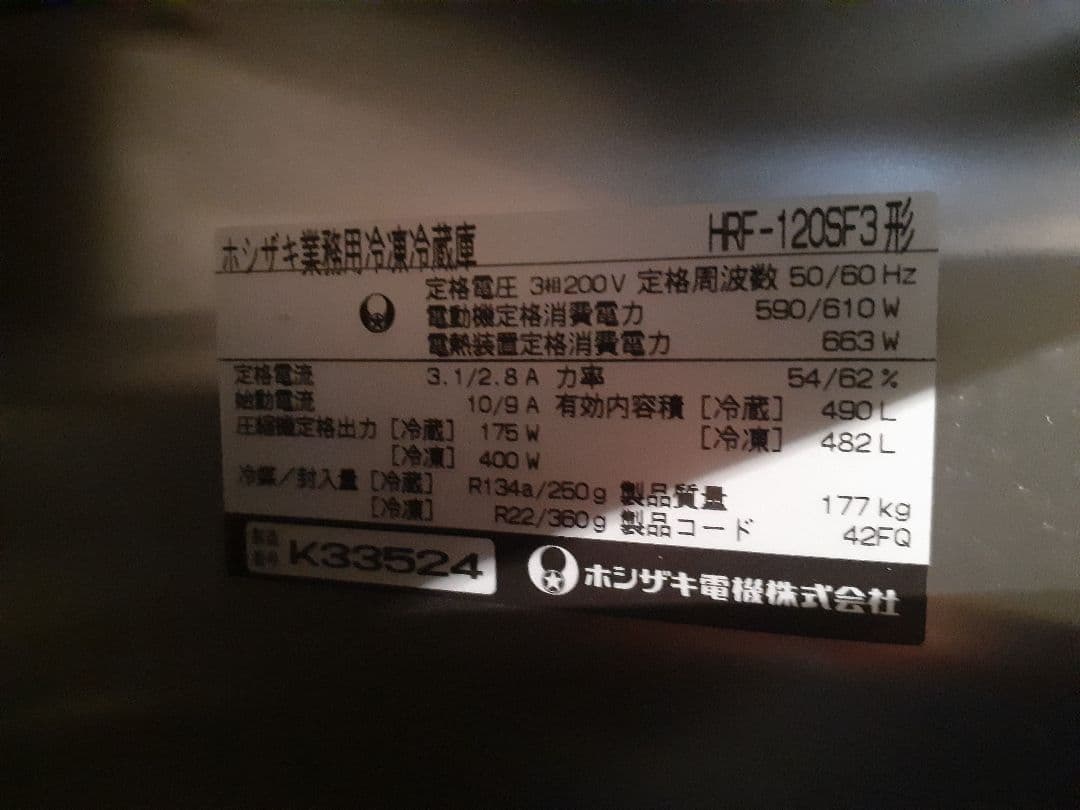 ホシザキ業務用冷凍冷蔵庫 HRF-120SF3形
定格電圧 3相200V 定格周波数 50/60 Hz
電動機定格消費電力 590/610 W
電熱装置定格消費電力 663 W
定格電流 3.1/2.8 A 力率 54/62 %
始動電流 10/9 A 有効内容積 [冷蔵] 490 L
圧縮機定格出力 [冷蔵] 175 W [冷凍] 482 L
[冷凍] 400 W
冷媒/封入量 [冷蔵] R134a/250g 製品質量 177 kg
[冷凍] R22/360g 製品コード 42FQ
製造番号 K33524 ホシザキ電機株式会社